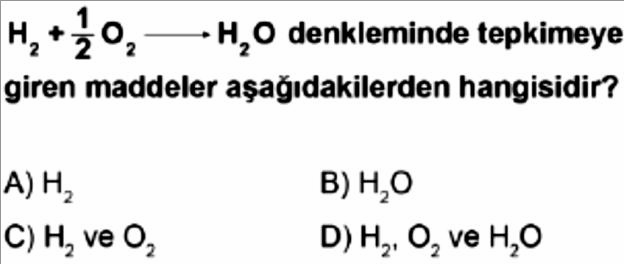 H₂ + 1/2 O₂ → H₂O denkleminde tepkimeye
giren maddeler aşağıdakilerden hangisidir?
A) H₂ B) H₂O
C) H₂ ve O₂ D) H₂, O₂ ve H₂O